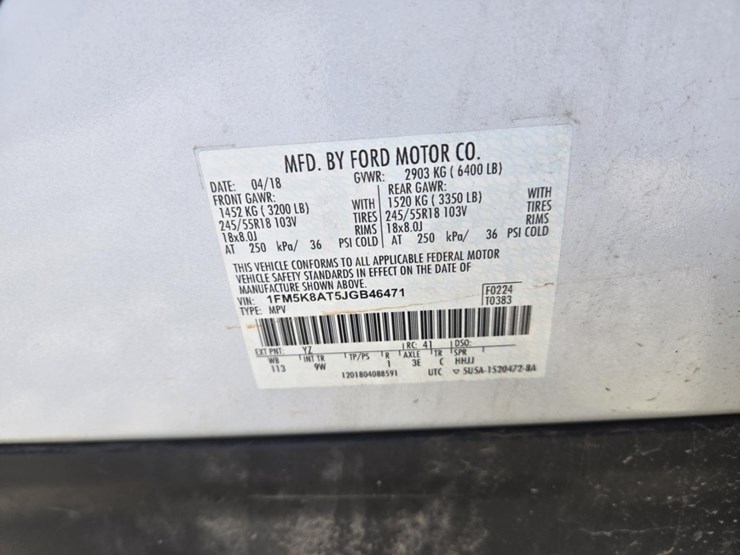 MFD. BY FORD MOTOR CO.
DATE: 04/18 GVWR: 2903 KG ( 6400 LB)
FRONT GAWR:
1452 KG ( 3200 LB) WITH
245/55R18 103V TIRES
18x8.0J RIMS
AT 250 kPa/ 36 PSI COLD
REAR GAWR:
1520 KG ( 3350 LB) WITH
245/55R18 103V TIRES
18x8.0J RIMS
AT 250 kPa/ 36 PSI COLD
THIS VEHICLE CONFORMS TO ALL APPLICABLE FEDERAL MOTOR
VEHICLE SAFETY STANDARDS IN EFFECT ON THE DATE OF
MANUFACTURE SHOWN ABOVE.
VIN: 1FM5K8AT5JGB46471
TYPE: MPV
F0224
T0383
EXT PNT: YZ RC: 41 DSO:
WB INT TR TP/PS R AXLE TR SPR
113 9W 1 3E C HHJJ
1201804088591 UTC ▽ 5USA-1520472-BA